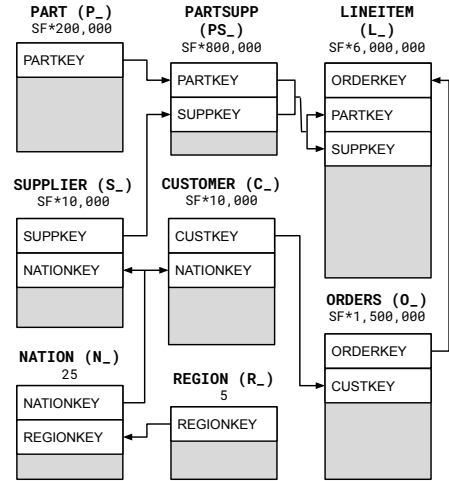 PART (P_)
SF*200,000
PARTKEY
PARTSUPP
(PS_)
SF*800,000
PARTKEY
SUPPKEY
LINEITEM
(L_)
SF*6,000,000
ORDERKEY
PARTKEY
SUPPKEY
SUPPLIER (S_)
SF*10,000
SUPPKEY
NATIONKEY
CUSTOMER (C_)
SF*10,000
CUSTKEY
NATIONKEY
ORDERS (O_)
SF*1,500,000
ORDERKEY
CUSTKEY
NATION (N_)
25
NATIONKEY
REGIONKEY
REGION (R_)
5
REGIONKEY